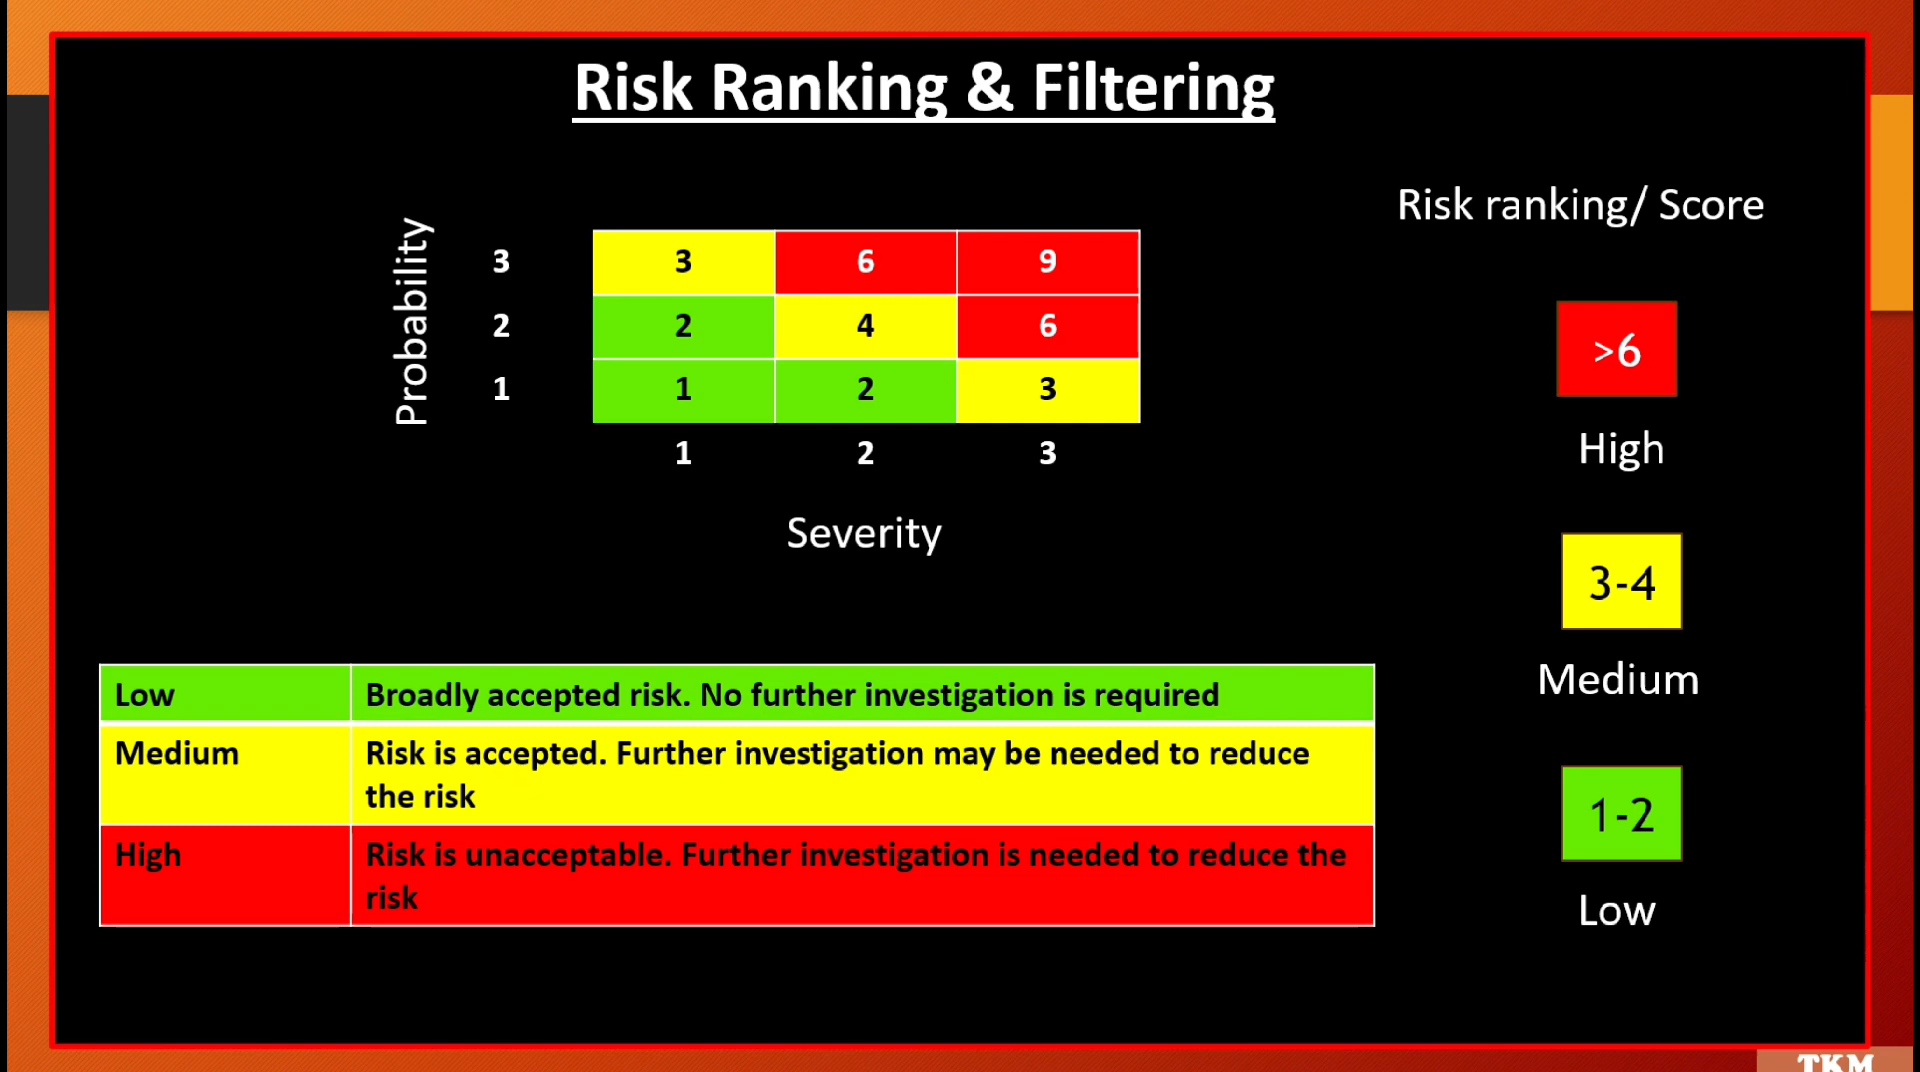 Risk Ranking & Filtering
Risk ranking/ Score
Probability
3 3 6 9
2 2 4 6
1 1 2 3
1 2 3
Severity
>6
High
3-4
Medium
1-2
Low
Low Broadly accepted risk. No further investigation is required
Medium Risk is accepted. Further investigation may be needed to reduce
the risk
High Risk is unacceptable. Further investigation is needed to reduce the
risk
TKM